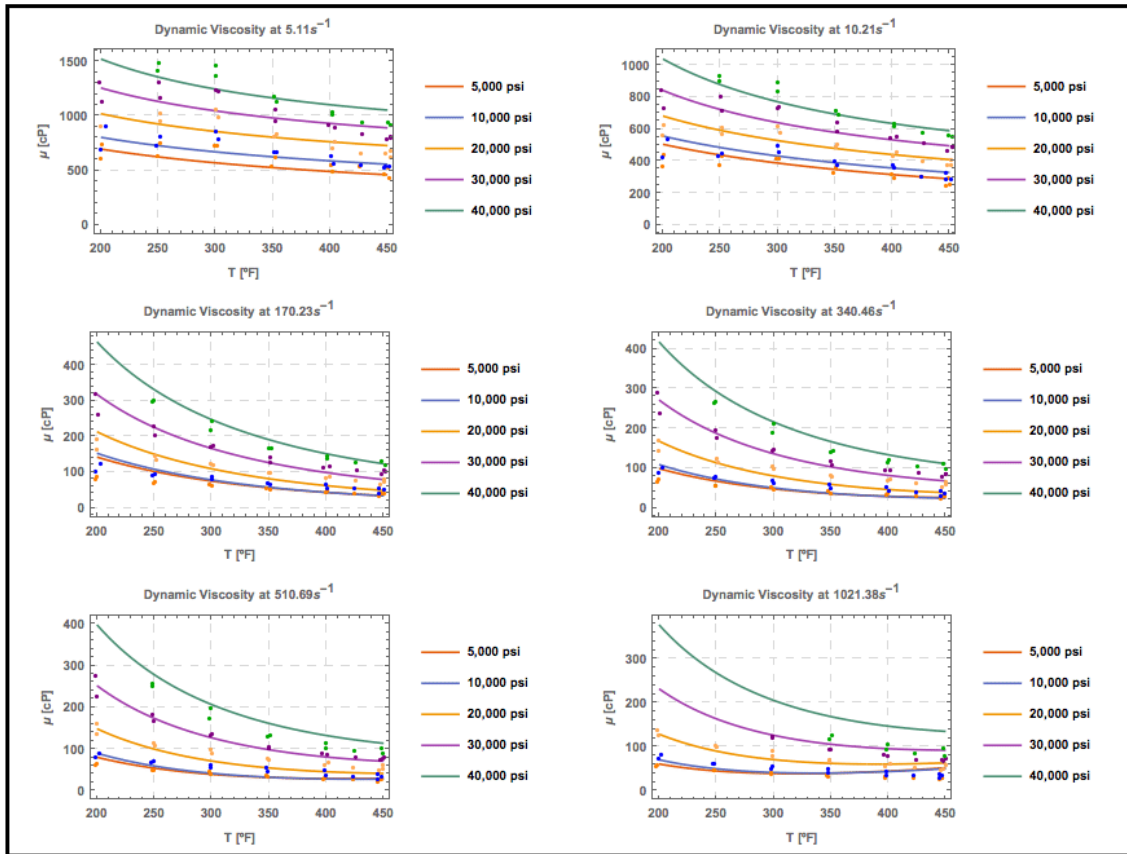 Dynamic Viscosity at 5.11s⁻¹
μ [cP]
1500
1000
500
0
200 250 300 350 400 450
T [ºF]
5,000 psi
10,000 psi
20,000 psi
30,000 psi
40,000 psi
Dynamic Viscosity at 10.21s⁻¹
μ [cP]
1000
800
600
400
200
0
200 250 300 350 400 450
T [ºF]
5,000 psi
10,000 psi
20,000 psi
30,000 psi
40,000 psi
Dynamic Viscosity at 170.23s⁻¹
μ [cP]
400
300
200
100
0
200 250 300 350 400 450
T [ºF]
5,000 psi
10,000 psi
20,000 psi
30,000 psi
40,000 psi
Dynamic Viscosity at 340.46s⁻¹
μ [cP]
400
300
200
100
0
200 250 300 350 400 450
T [ºF]
5,000 psi
10,000 psi
20,000 psi
30,000 psi
40,000 psi
Dynamic Viscosity at 510.69s⁻¹
μ [cP]
400
300
200
100
0
200 250 300 350 400 450
T [ºF]
5,000 psi
10,000 psi
20,000 psi
30,000 psi
40,000 psi
Dynamic Viscosity at 1021.38s⁻¹
μ [cP]
300
200
100
0
200 250 300 350 400 450
T [ºF]
5,000 psi
10,000 psi
20,000 psi
30,000 psi
40,000 psi